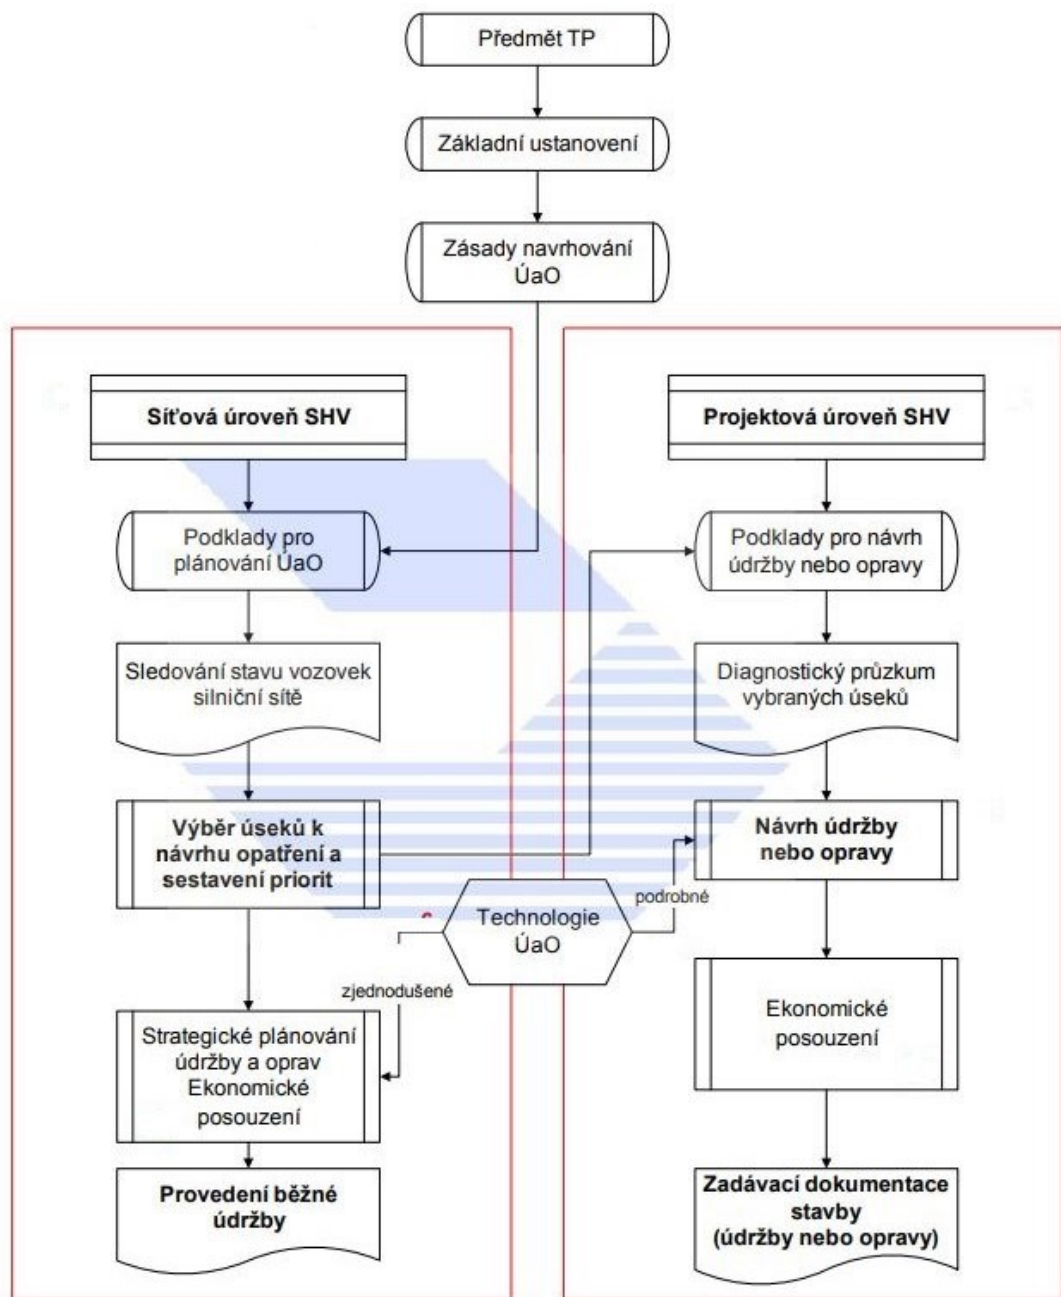 Předmět TP
Základní ustanovení
Zásady navrhování
ÚaO
Síťová úroveň SHV
Podklady pro
plánování ÚaO
Sledování stavu vozovek
silniční sítě
Výběr úseků k
návrhu opatření a
sestavení priorit
Strategické plánování
údržby a oprav
Ekonomické
posouzení
Provedení běžné
údržby
Technologie
ÚaO
zjednodušené
podrobné
Projektová úroveň SHV
Podklady pro návrh
údržby nebo opravy
Diagnostický průzkum
vybraných úseků
Návrh údržby
nebo opravy
Ekonomické
posouzení
Zadávací dokumentace
stavby
(údržby nebo opravy)